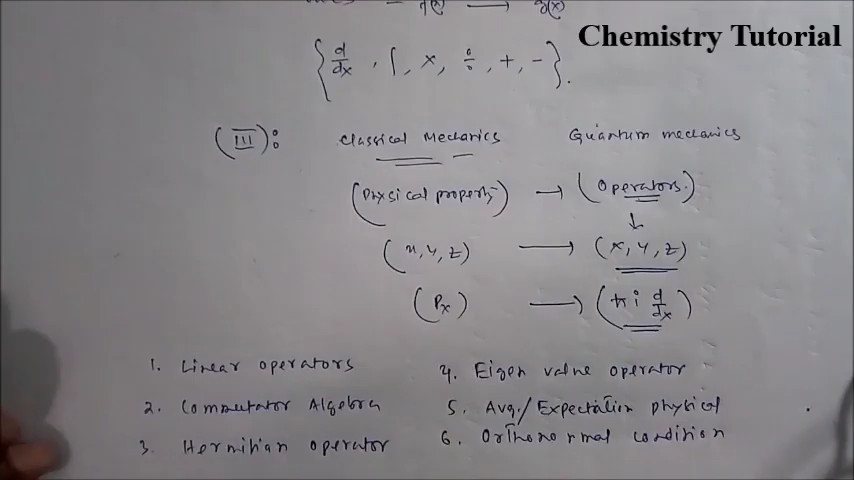 f(x) → g(x)
Chemistry Tutorial
{ d/dx , ∫, ×, ÷, +, - }.
(III): Classical Mechanics Quantum mechanics
(Physical property) → (Operators.)
↓
(x, y, z) → (x, y, z)
(Px) → (ħi d/dx)
1. Linear operators
2. Commutator Algebra
3. Hermitian operator
4. Eigen value operator
5. Avg./Expectation physical
6. Orthonormal condition